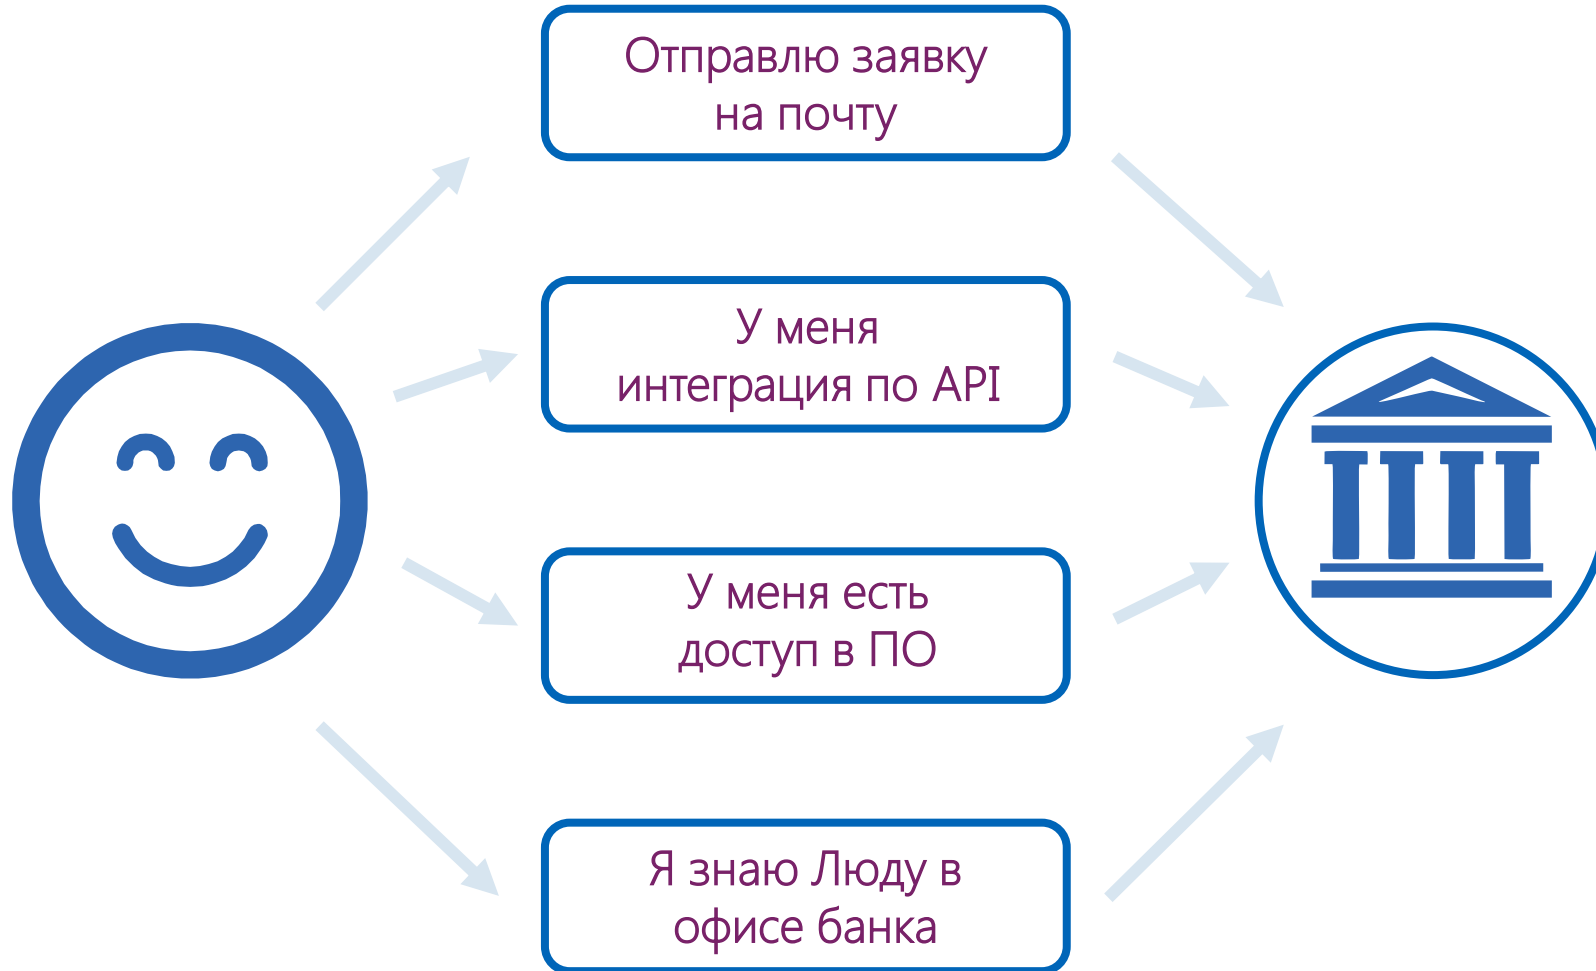 Отправлю заявку
на почту
У меня
интеграция по API
У меня есть
доступ в ПО
Я знаю Люду в
офисе банка